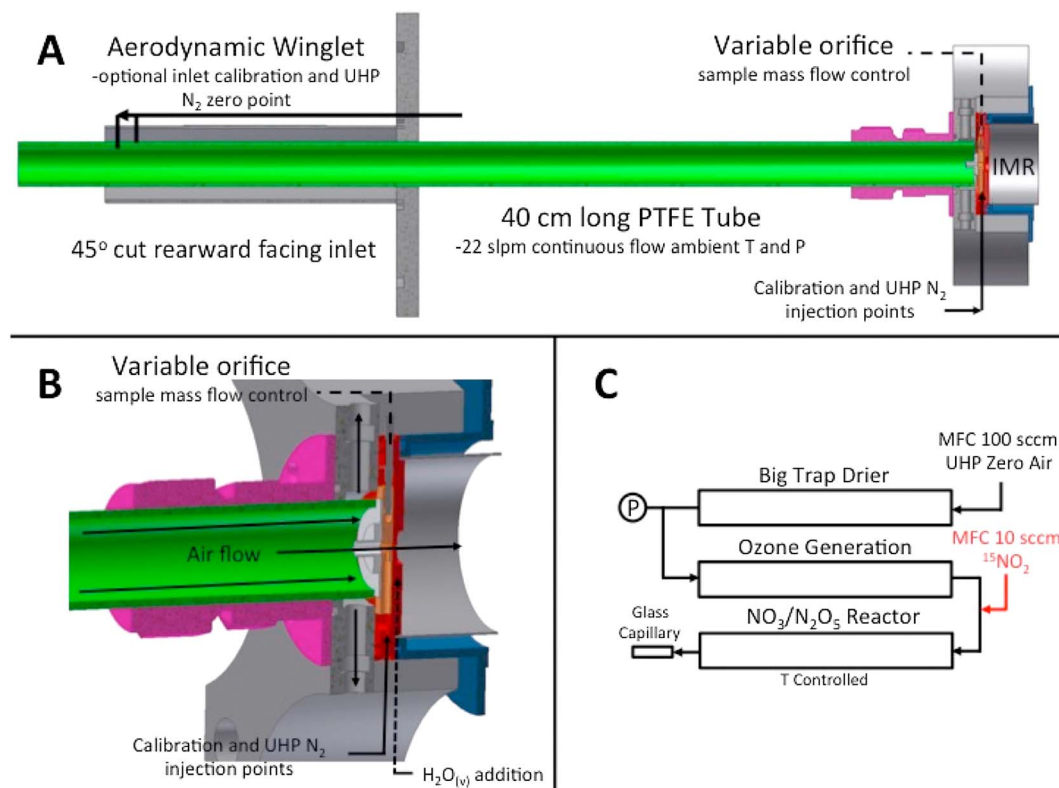 A
Aerodynamic Winglet
-optional inlet calibration and UHP
N₂ zero point
Variable orifice
sample mass flow control
IMR
45° cut rearward facing inlet
40 cm long PTFE Tube
-22 slpm continuous flow ambient T and P
Calibration and UHP N₂
injection points
B
Variable orifice
sample mass flow control
Air flow
Calibration and UHP N₂
injection points
H₂O₍ᵥ₎ addition
C
MFC 100 sccm
UHP Zero Air
Big Trap Drier
P
Ozone Generation
MFC 10 sccm
¹⁵NO₂
NO₃/N₂O₅ Reactor
Glass
Capillary
T Controlled